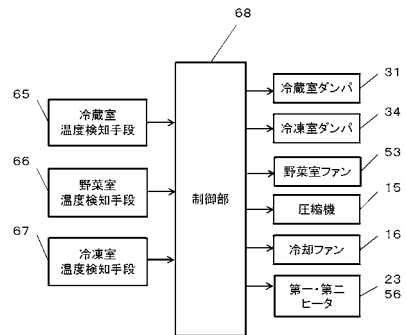 68
65
冷蔵室
温度検知手段
66
野菜室
温度検知手段
67
冷凍室
温度検知手段
制御部
31
冷蔵室ダンパ
34
冷凍室ダンパ
53
野菜室ファン
15
圧縮機
16
冷却ファン
23
56
第一・第二
ヒータ